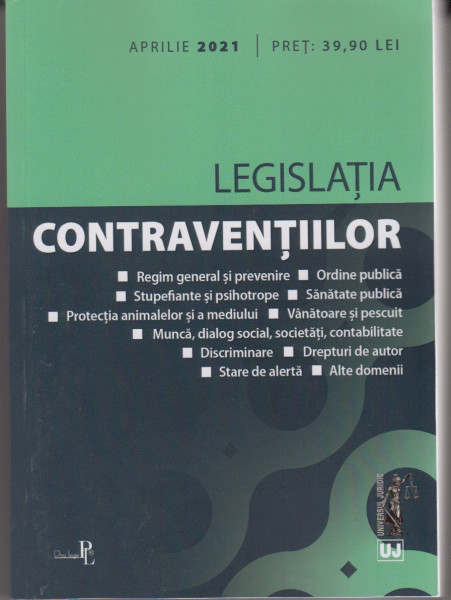 APRILIE 2021 | PREȚ: 39,90 LEI
LEGISLAȚIA
CONTRAVENȚIILOR
■ Regim general și prevenire ■ Ordine publică
■ Stupefiante și psihotrope ■ Sănătate publică
■ Protecția animalelor și a mediului ■ Vânătoare și pescuit
■ Muncă, dialog social, societăți, contabilitate
■ Discriminare ■ Drepturi de autor
■ Stare de alertă ■ Alte domenii
UNIVERSUL JURIDIC
UJ
PL